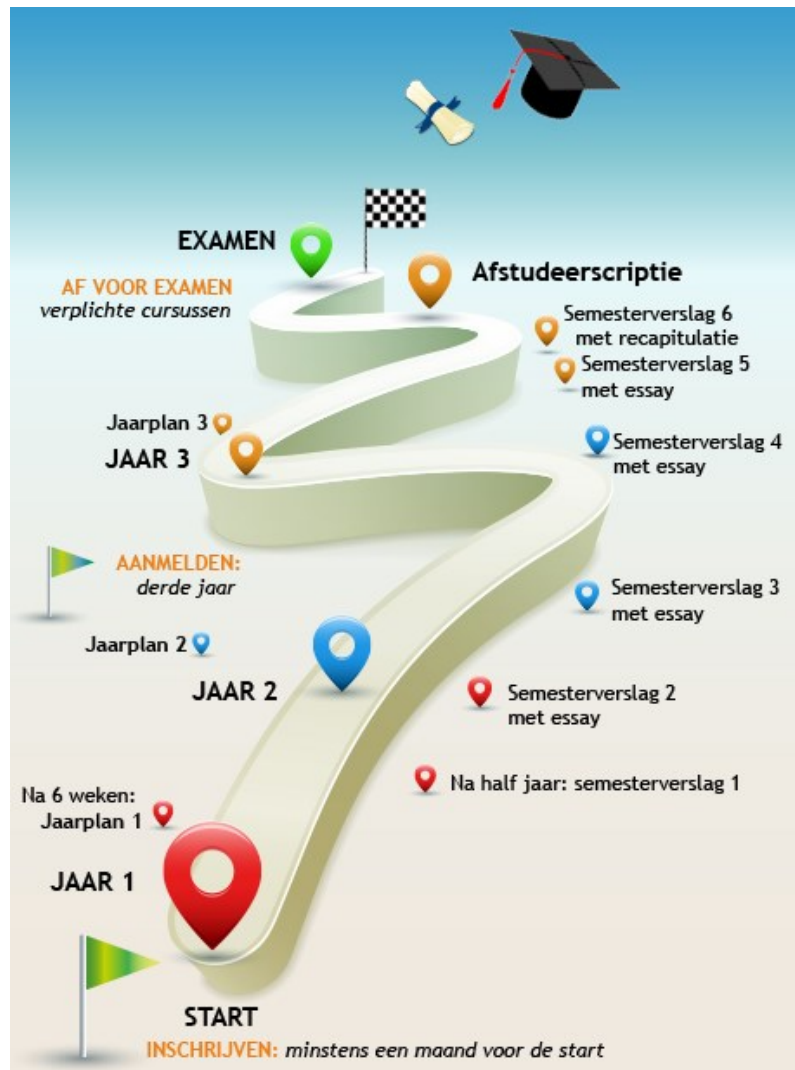 EXAMEN
Afstudeerscriptie
AF VOOR EXAMEN
verplichte cursussen
Semesterverslag 6
met recapitulatie
Semesterverslag 5
met essay
Jaarplan 3
JAAR 3
Semesterverslag 4
met essay
AANMELDEN:
derde jaar
Semesterverslag 3
met essay
Jaarplan 2
JAAR 2
Semesterverslag 2
met essay
Na half jaar: semesterverslag 1
Na 6 weken:
Jaarplan 1
JAAR 1
START
INSCHRIJVEN: minstens een maand voor de start